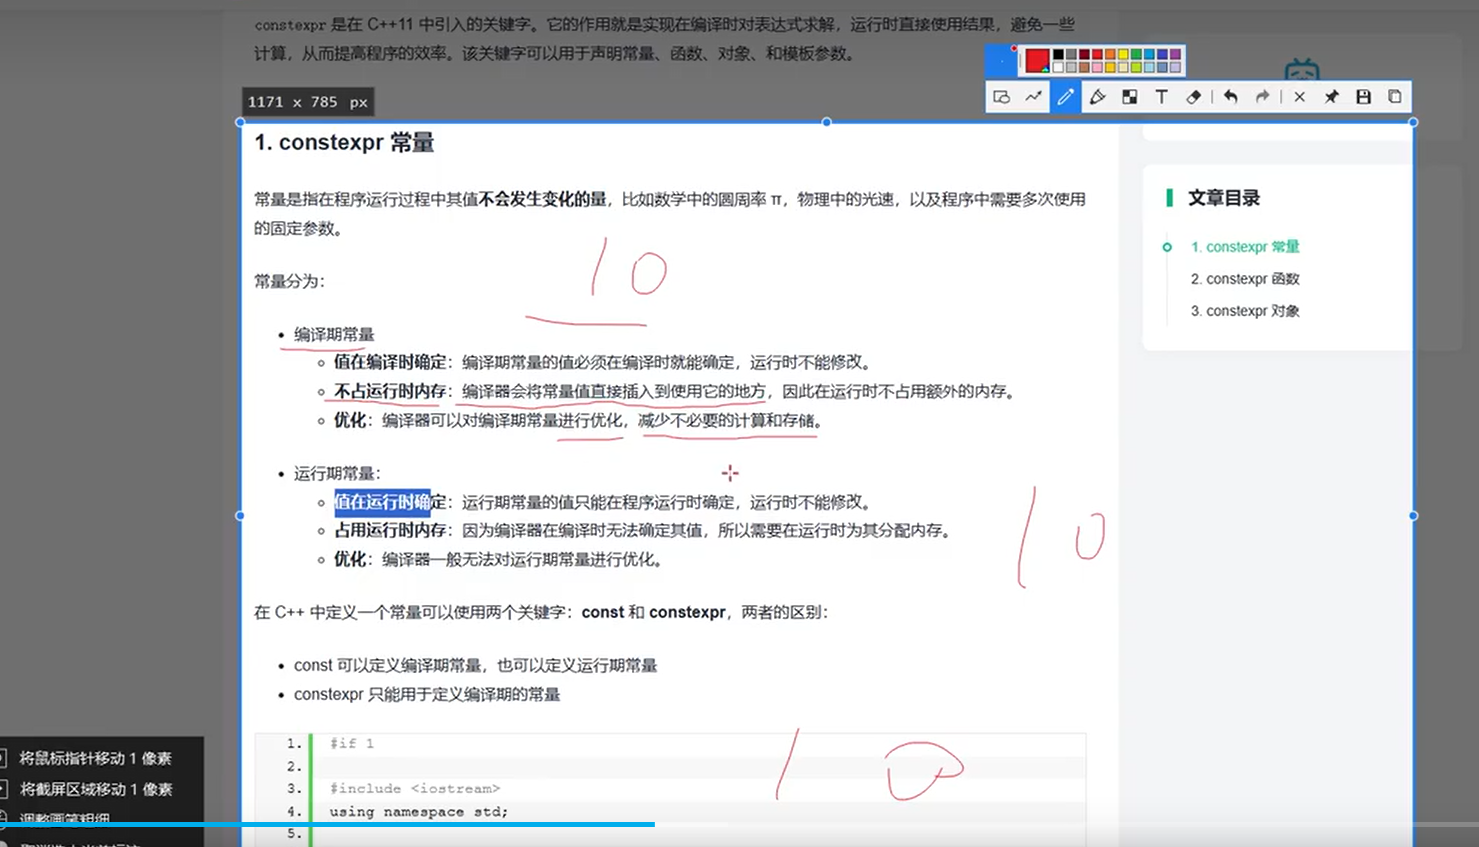 constexpr 是在 C++11 中引入的关键字。它的作用就是实现在编译时对表达式求解，运行时直接使用结果，避免一些
计算，从而提高程序的效率。该关键字可以用于声明常量、函数、对象、和模板参数。
1171 x 785 px
T
1. constexpr 常量
常量是指在程序运行过程中其值不会发生变化的量，比如数学中的圆周率 π，物理中的光速，以及程序中需要多次使用
的固定参数。
10
常量分为：
• 编译期常量
值在编译时确定：编译期常量的值必须在编译时就能确定，运行时不能修改。
不占运行时内存：编译器会将常量值直接插入到使用它的地方，因此在运行时不占用额外的内存。
优化：编译器可以对编译期常量进行优化，减少不必要的计算和存储。
• 运行期常量：
值在运行时确定：运行期常量的值只能在程序运行时确定，运行时不能修改。
占用运行时内存：因为编译器在编译时无法确定其值，所以需要在运行时为其分配内存。
10
优化：编译器一般无法对运行期常量进行优化。
在 C++ 中定义一个常量可以使用两个关键字：const 和 constexpr，两者的区别：
• const 可以定义编译期常量，也可以定义运行期常量
• constexpr 只能用于定义编译期的常量
1. #if 1
2.
3. #include <iostream>
4. using namespace std;
5.
10
文章目录
1. constexpr 常量
2. constexpr 函数
3. constexpr 对象
将鼠标指针移动 1 像素
将截屏区域移动 1 像素
调整画笔粗细